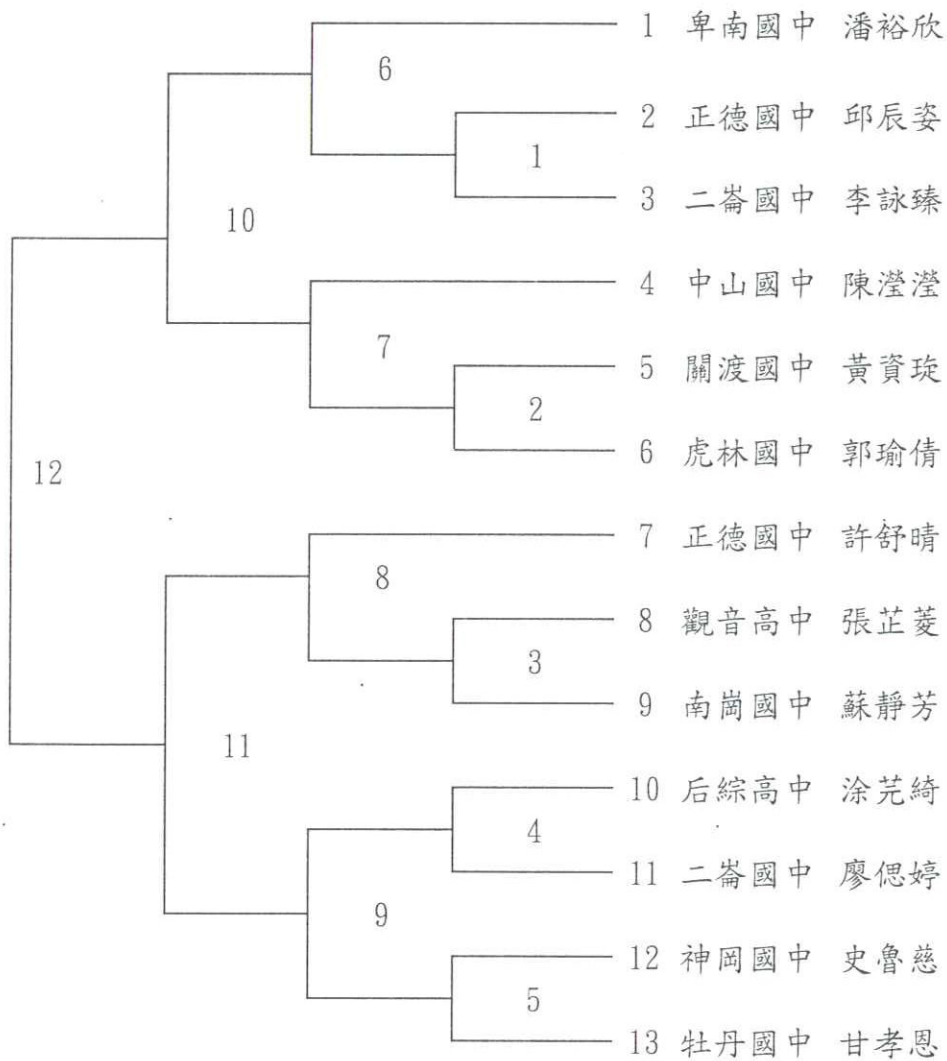 1 卑南國中 潘裕欣
6
2 正德國中 邱辰姿
1
3 二崙國中 李詠臻
10
4 中山國中 陳瀅瀅
7
5 關渡國中 黃資琁
2
6 虎林國中 郭瑜倩
12
7 正德國中 許舒晴
8
8 觀音高中 張芷菱
3
9 南崗國中 蘇靜芳
11
10 后綜高中 涂芫綺
4
11 二崙國中 廖偲婷
9
12 神岡國中 史魯慈
5
13 牡丹國中 甘孝恩